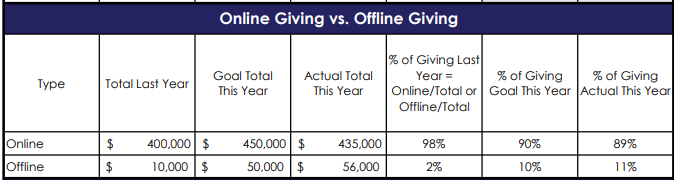 Online Giving vs. Offline Giving
Type
Total Last Year
Goal Total
This Year
Actual Total
This Year
% of Giving Last
Year =
Online/Total or
Offline/Total
% of Giving
Goal This Year
% of Giving
Actual This Year
Online $ 400,000 $ 450,000 $ 435,000 98% 90% 89%
Offline $ 10,000 $ 50,000 $ 56,000 2% 10% 11%